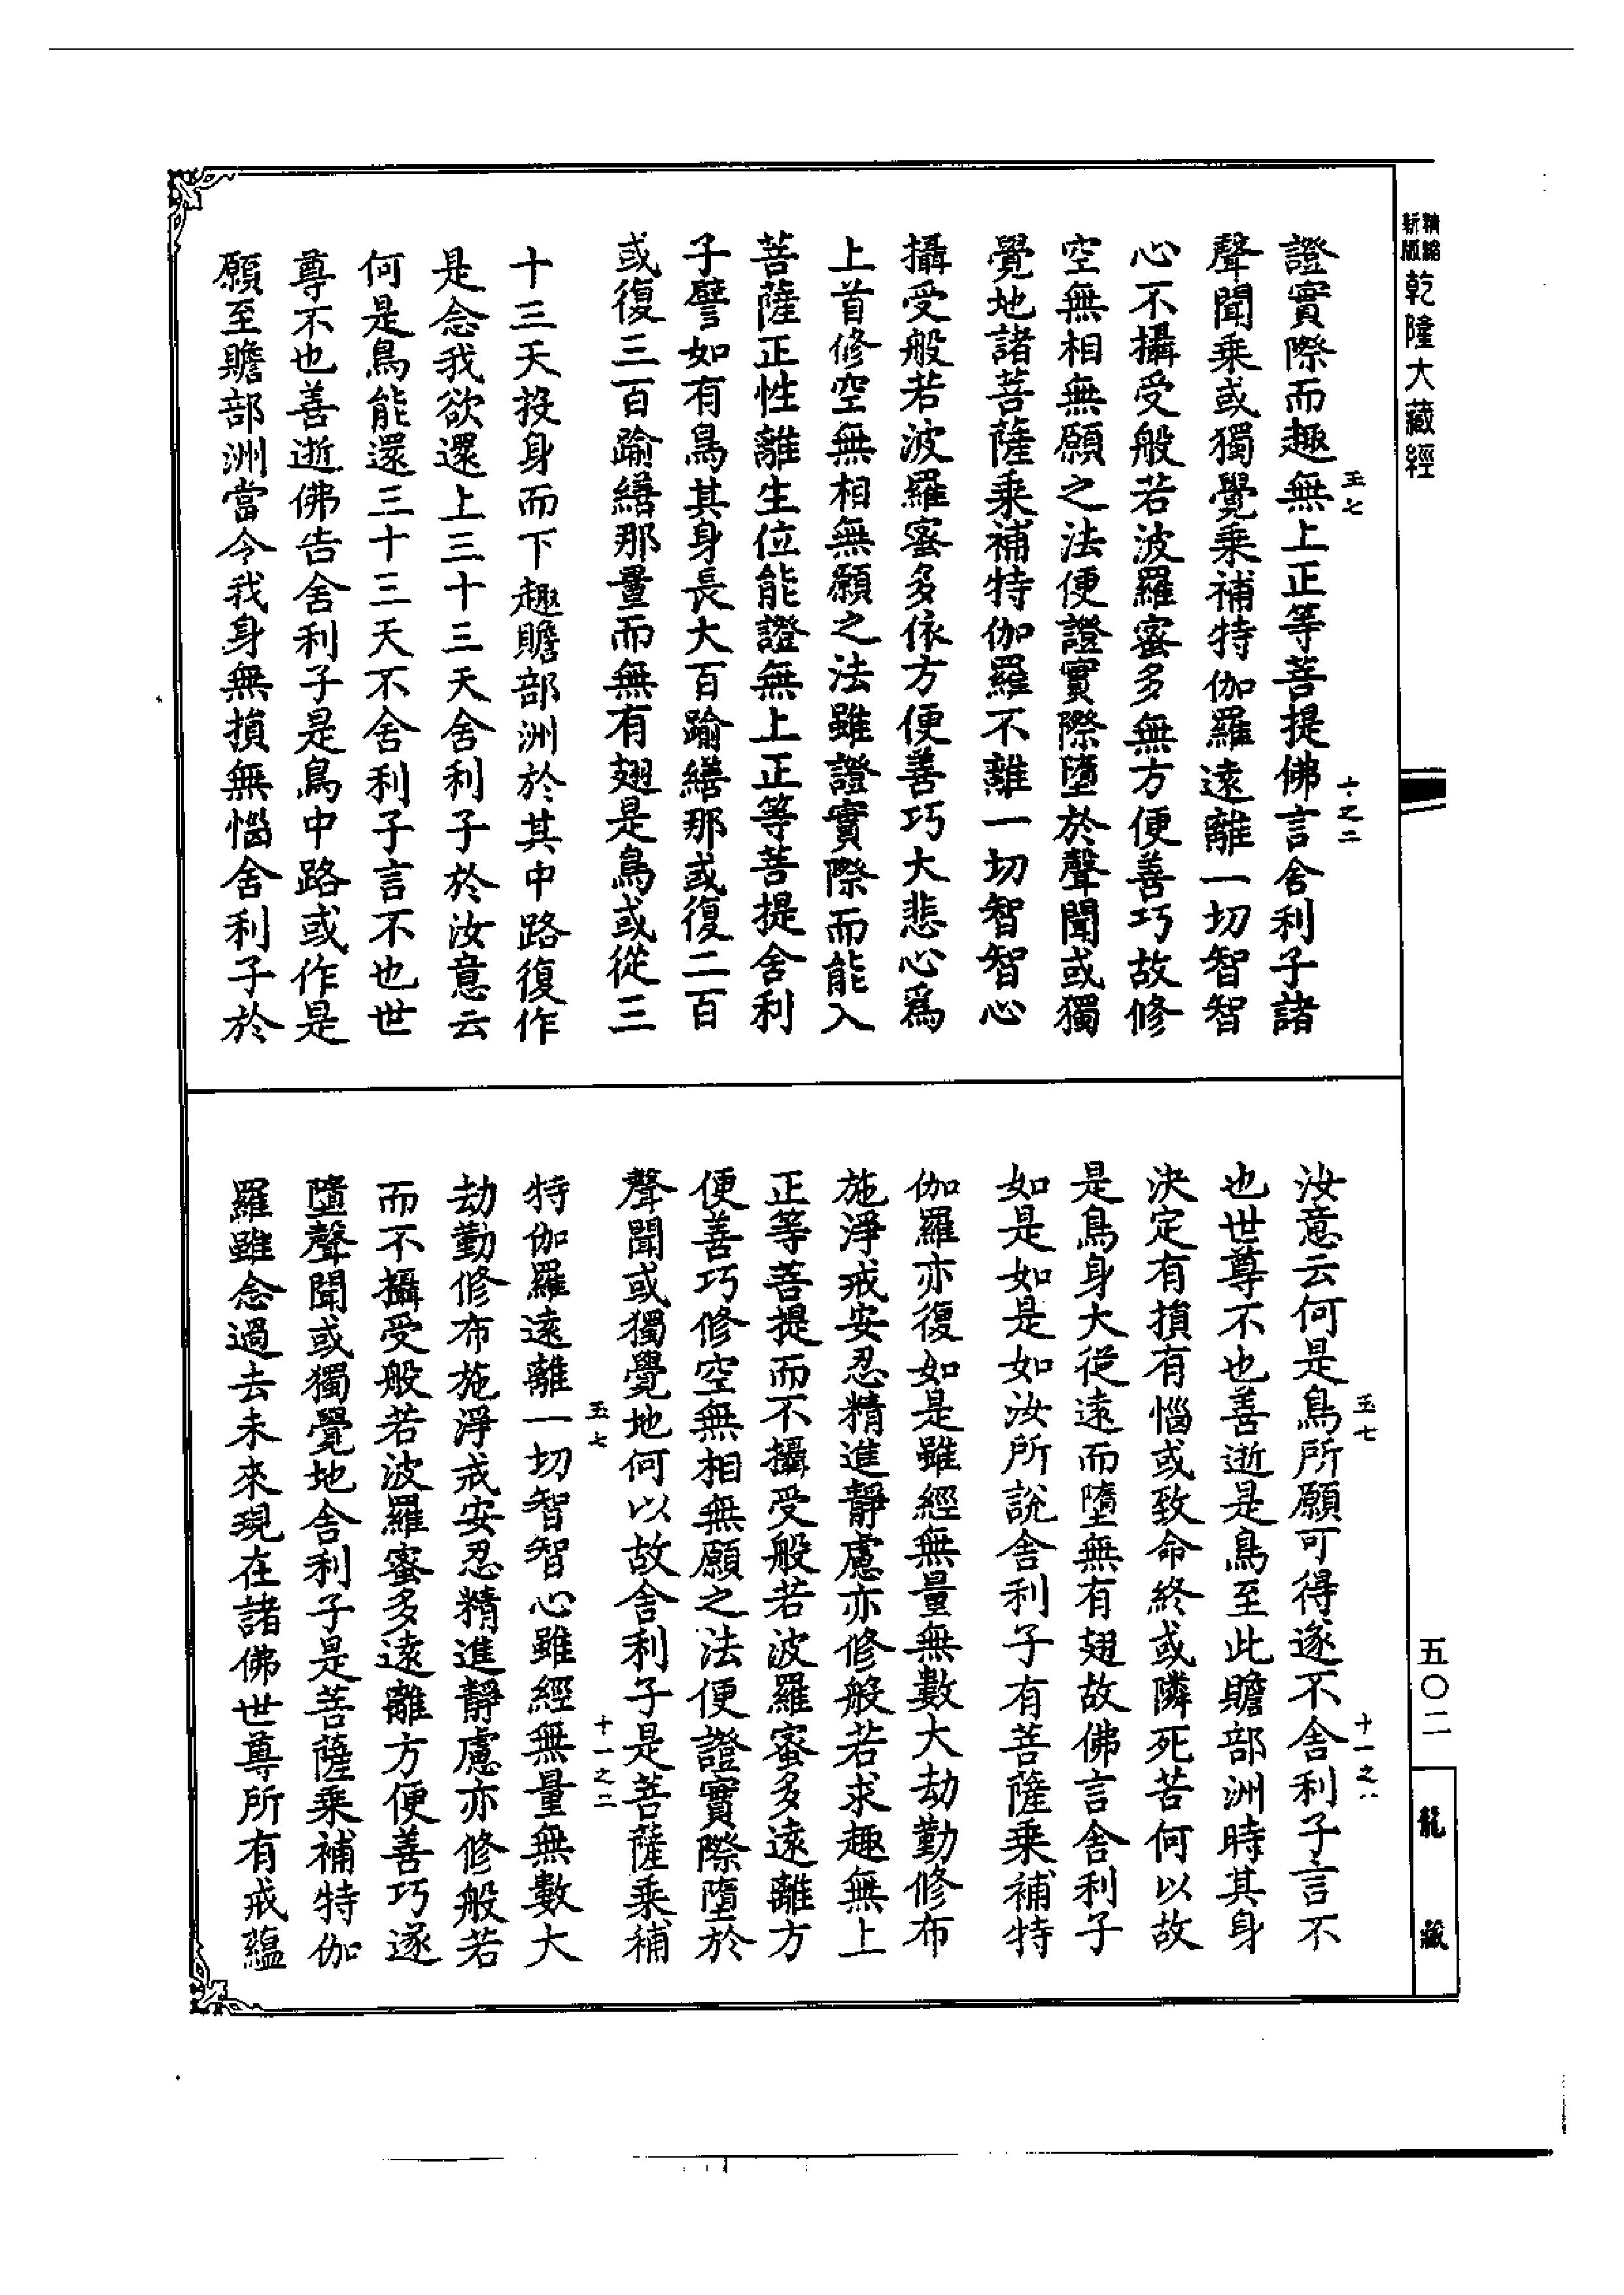 精縮新版 乾隆大藏經
玉七 十之二
證實際而趣無上正等菩提佛言舍利子諸
聲聞乘或獨覺乘補特伽羅遠離一切智智
心不攝受般若波羅蜜多無方便善巧故修
空無相無願之法便證實際墮於聲聞或獨
覺地諸菩薩乘補特伽羅不離一切智智心
攝受般若波羅蜜多依方便善巧大悲心爲
上首修空無相無願之法雖證實際而能入
菩薩正性離生位能證無上正等菩提舍利
子譬如有鳥其身長大百踰繕那或復二百
或復三百踰繕那量而無有翅是鳥或從三
十三天投身而下趣贍部洲於其中路復作
是念我欲還上三十三天舍利子於汝意云
何是鳥能還三十三天不舍利子言不也世
尊不也善逝佛告舍利子是鳥中路或作是
願至贍部洲當令我身無損無惱舍利子於
五〇二
龍藏
玉七 十一之
汝意云何是鳥所願可得遂不舍利子言不
也世尊不也善逝是鳥至此贍部洲時其身
決定有損有惱或致命終或隣死苦何以故
是鳥身大從遠而墮無有翅故佛言舍利子
如是如是如汝所說舍利子有菩薩乘補特
伽羅亦復如是雖經無量無數大劫勤修布
施淨戒安忍精進靜慮亦修般若求趣無上
正等菩提而不攝受般若波羅蜜多遠離方
便善巧修空無相無願之法便證實際墮於
聲聞或獨覺地何以故舍利子是菩薩乘補
玉七 十一之二
特伽羅遠離一切智智心雖經無量無數大
劫勤修布施淨戒安忍精進靜慮亦修般若
而不攝受般若波羅蜜多遠離方便善巧遂
墮聲聞或獨覺地舍利子是菩薩乘補特伽
羅雖念過去未來現在諸佛世尊所有戒蘊